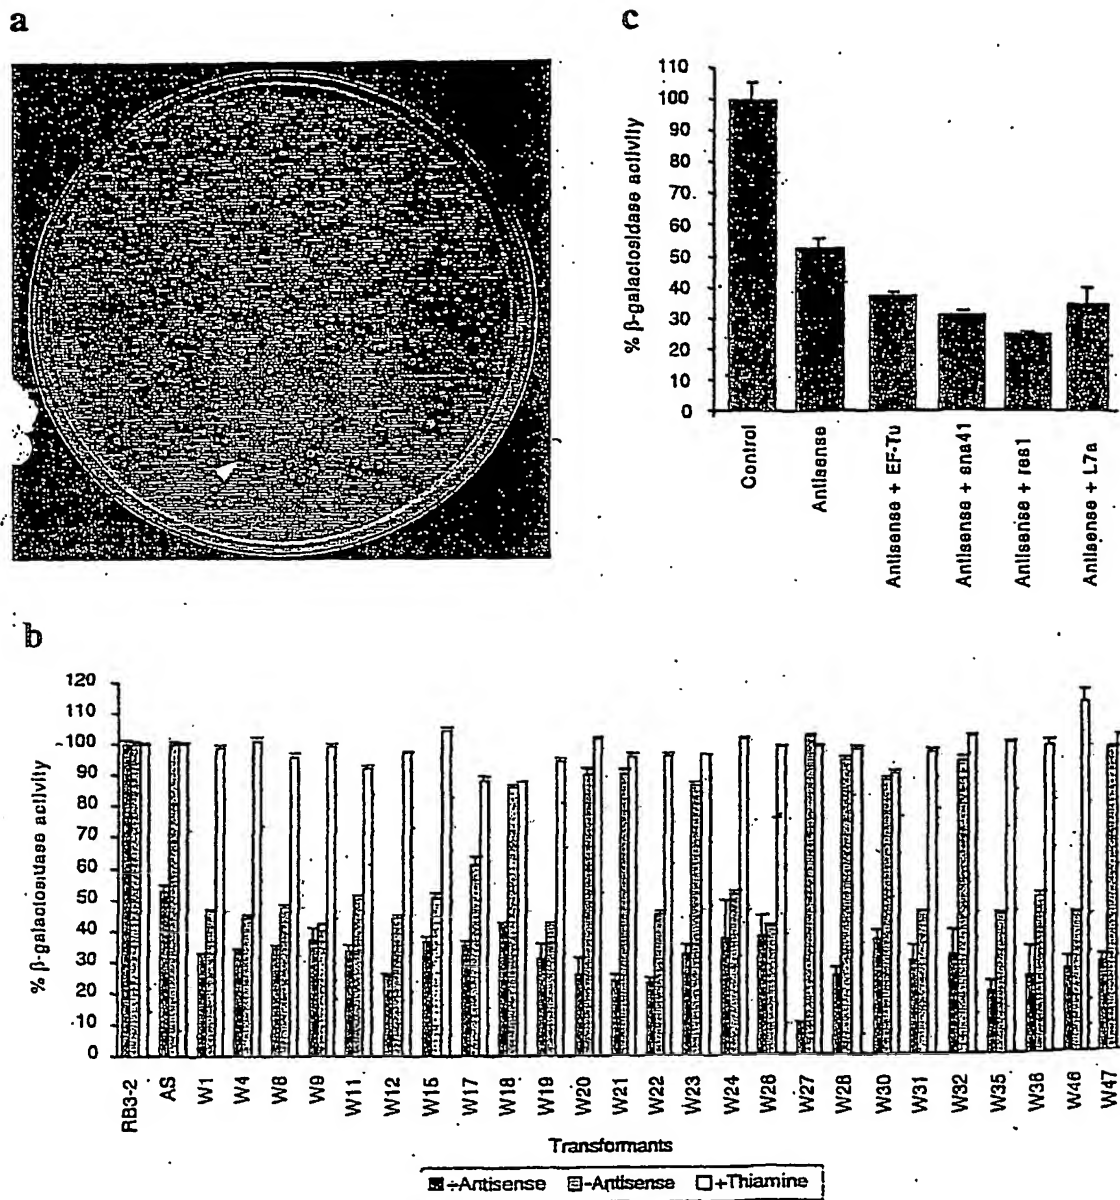 a
c
% β-galactosidase activity
110
100
90
80
70
60
50
40
30
20
10
0
Control
Antisense
Antisense + EF-Tu
Antisense + sna41
Antisense + res1
Antisense + L7a
b
% β-galactosidase activity
120
110
100
90
80
70
60
50
40
30
20
10
0
RB3-2
AS
W1
W4
W8
W9
W11
W12
W15
W17
W18
W19
W20
W21
W22
W23
W24
W26
W27
W28
W30
W31
W32
W35
W36
W46
W47
Transformants
+Antisense -Antisense +Thiamine